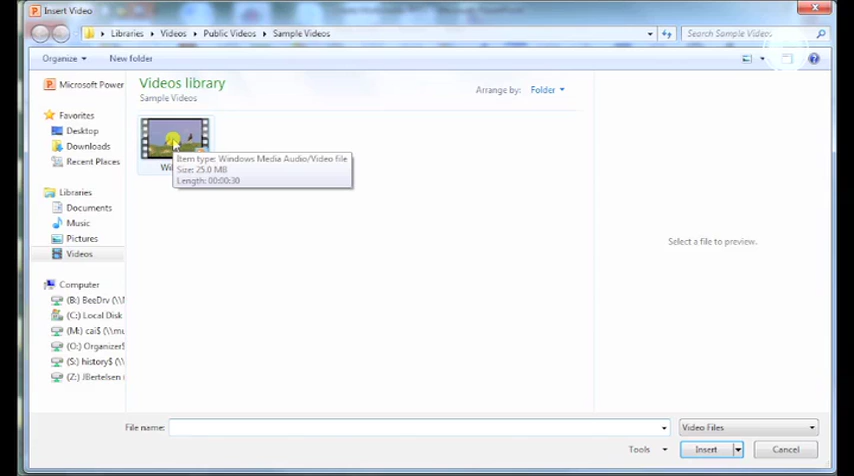 Insert Video
Libraries Videos Public Videos Sample Videos
Search Sample Videos
Organize New folder
Microsoft Power
Videos library
Sample Videos
Arrange by: Folder
Favorites
Desktop
Downloads
Recent Places
Item type: Windows Media Audio/Video file
Size: 25.0 MB
Length: 00:00:30
Libraries
Documents
Music
Pictures
Videos
Select a file to preview.
Computer
(B:) BeeDrv (\\
(C:) Local Disk
(M:) cai$ (\\mu
(O:) Organizer$
(S:) history$ (\\
(Z:) JBertelsen (
File name:
Video Files
Tools Insert Cancel